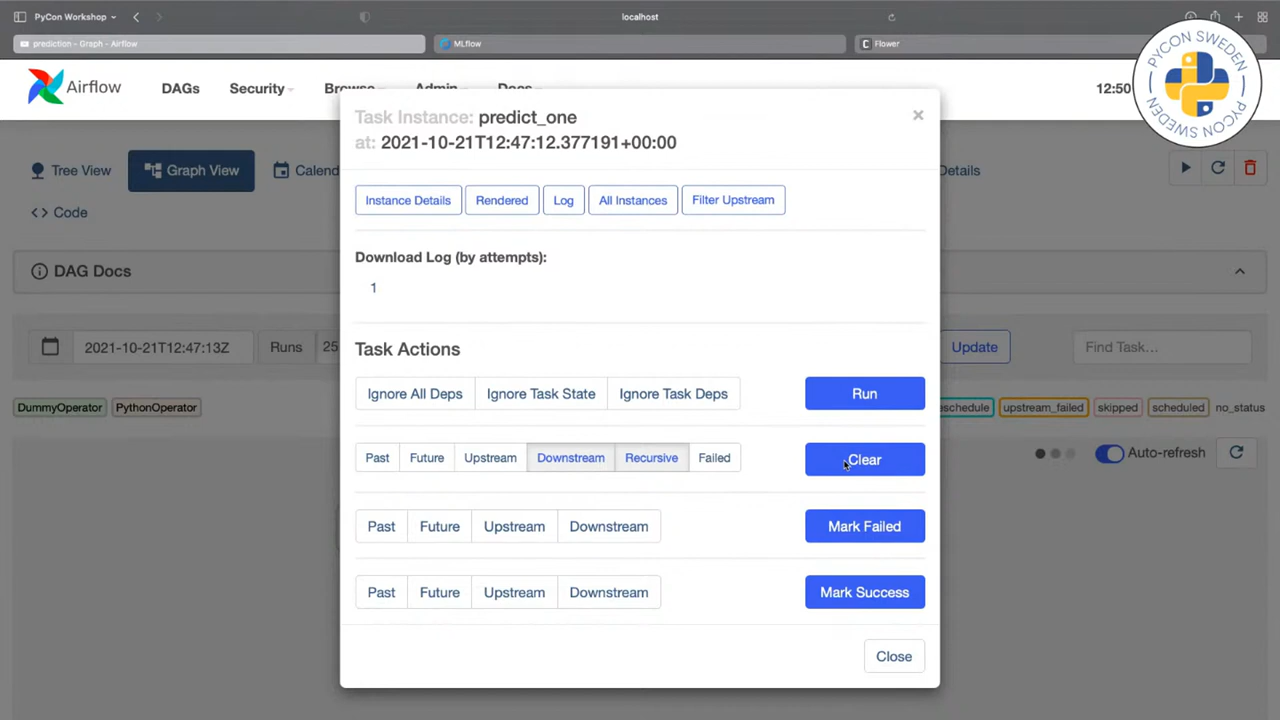 PyCon Workshop
localhost
prediction - Graph - Airflow
MLflow
C Flower
PYCON SWEDEN
PYCON SWEDEN
Airflow
DAGs
Security
Browse
Admin
Docs
12:50
Task Instance: predict_one
at: 2021-10-21T12:47:12.377191+00:00
×
Tree View
Graph View
Calend
Details
<> Code
Instance Details
Rendered
Log
All Instances
Filter Upstream
DAG Docs
Download Log (by attempts):
1
2021-10-21T12:47:13Z
Runs
25
Update
Find Task...
Task Actions
Ignore All Deps
Ignore Task State
Ignore Task Deps
Run
DummyOperator
PythonOperator
eschedule
upstream_failed
skipped
scheduled
no_status
Past
Future
Upstream
Downstream
Recursive
Failed
Clear
Auto-refresh
Past
Future
Upstream
Downstream
Mark Failed
Past
Future
Upstream
Downstream
Mark Success
Close